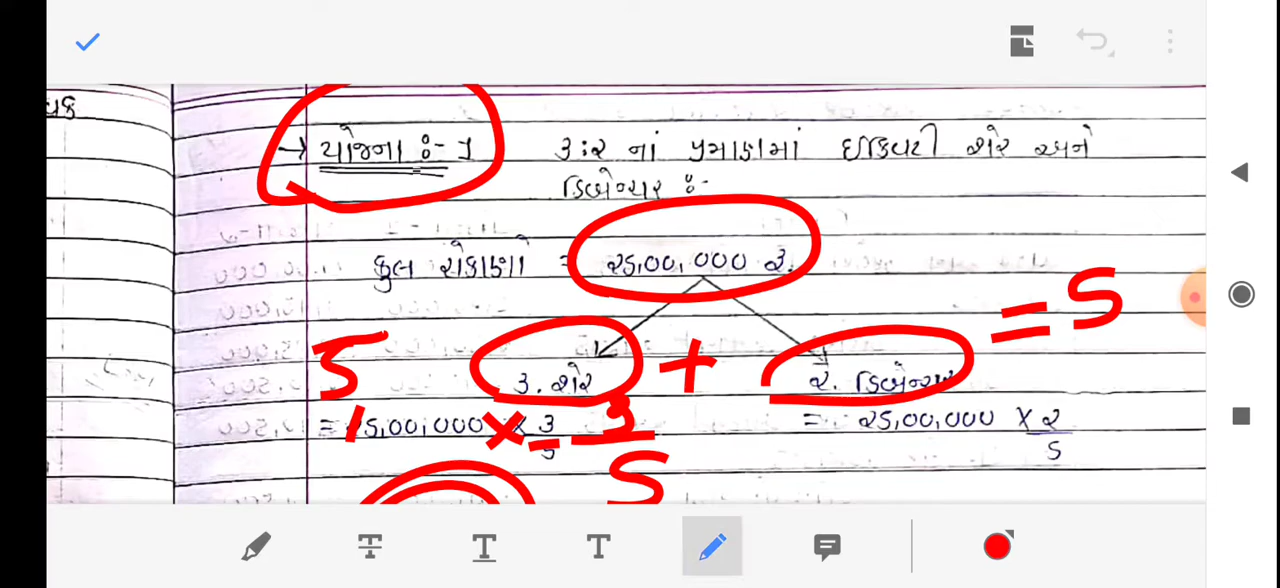 → યોજના :- 1 3:2 નાં પ્રમાણમાં ઈક્વિટી શેર અને
ડિબેન્ચર :-
કુલ રોકાણો = 25,00,000 રૂ.
= 5
5 3. શેર + 2. ડિબેન્ચર
= 25,00,000 × 3/5 = 25,00,000 × 2/5
× 3/5